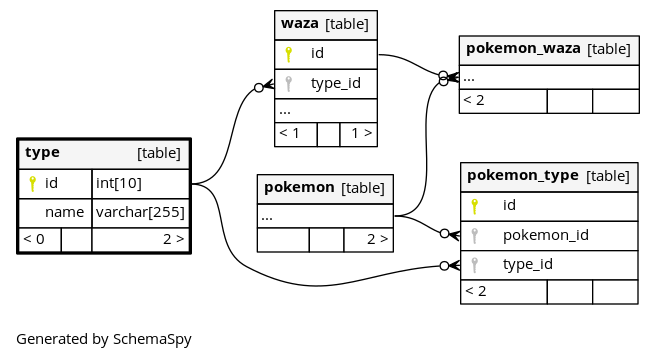 waza [table]
id
type_id
...
< 1 1 >
pokemon_waza [table]
...
< 2
type [table]
id int[10]
name varchar[255]
< 0 2 >
pokemon [table]
...
2 >
pokemon_type [table]
id
pokemon_id
type_id
< 2
Generated by SchemaSpy